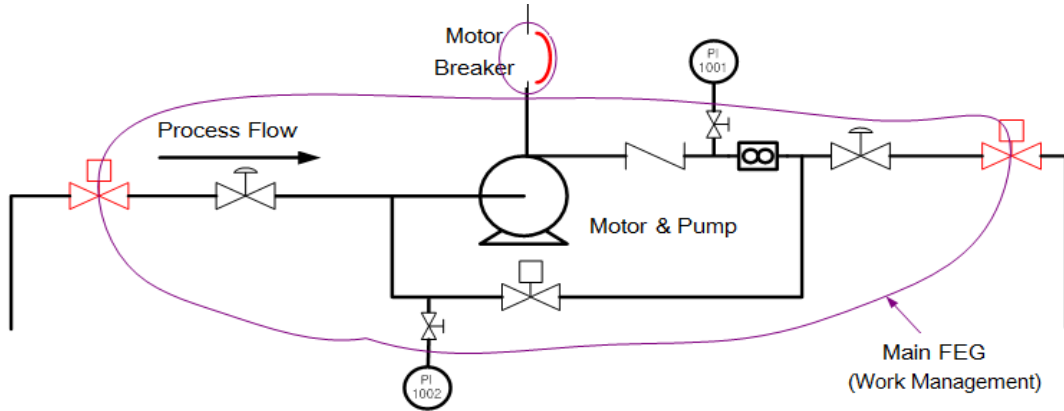 Motor
Breaker
PI
1001
Process Flow
Motor & Pump
Main FEG
(Work Management)
PI
1002